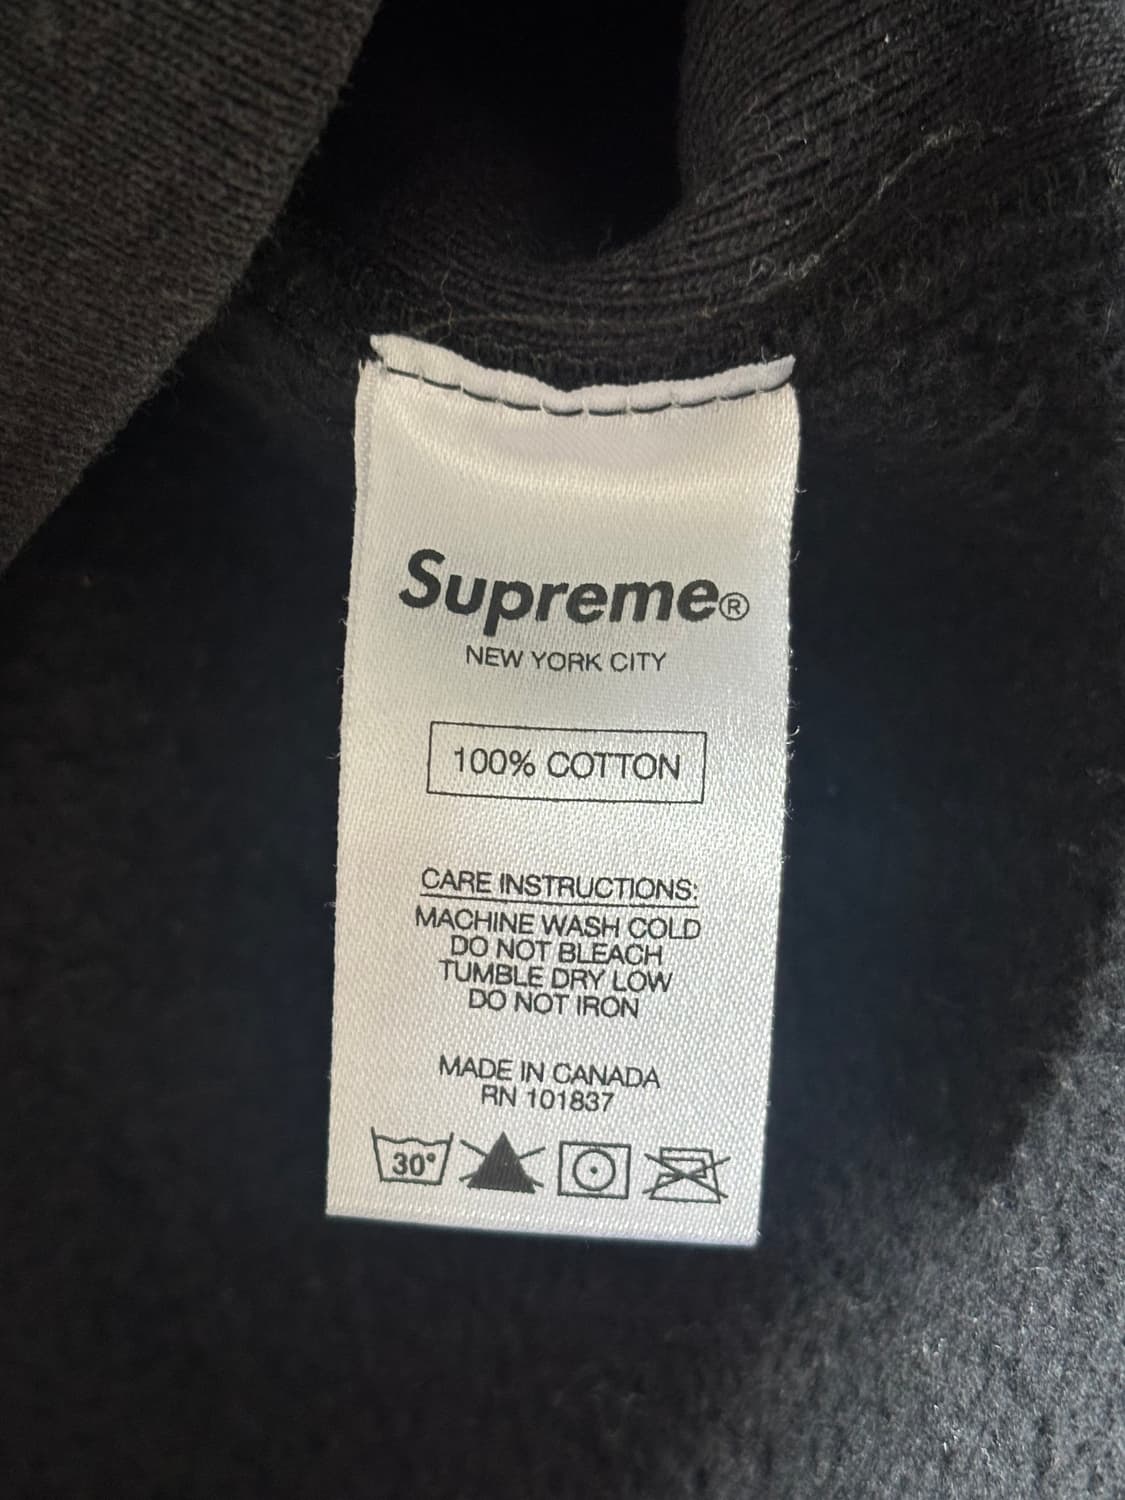 Supreme®
NEW YORK CITY
100% COTTON
CARE INSTRUCTIONS:
MACHINE WASH COLD
DO NOT BLEACH
TUMBLE DRY LOW
DO NOT IRON
MADE IN CANADA
RN 101837
30°